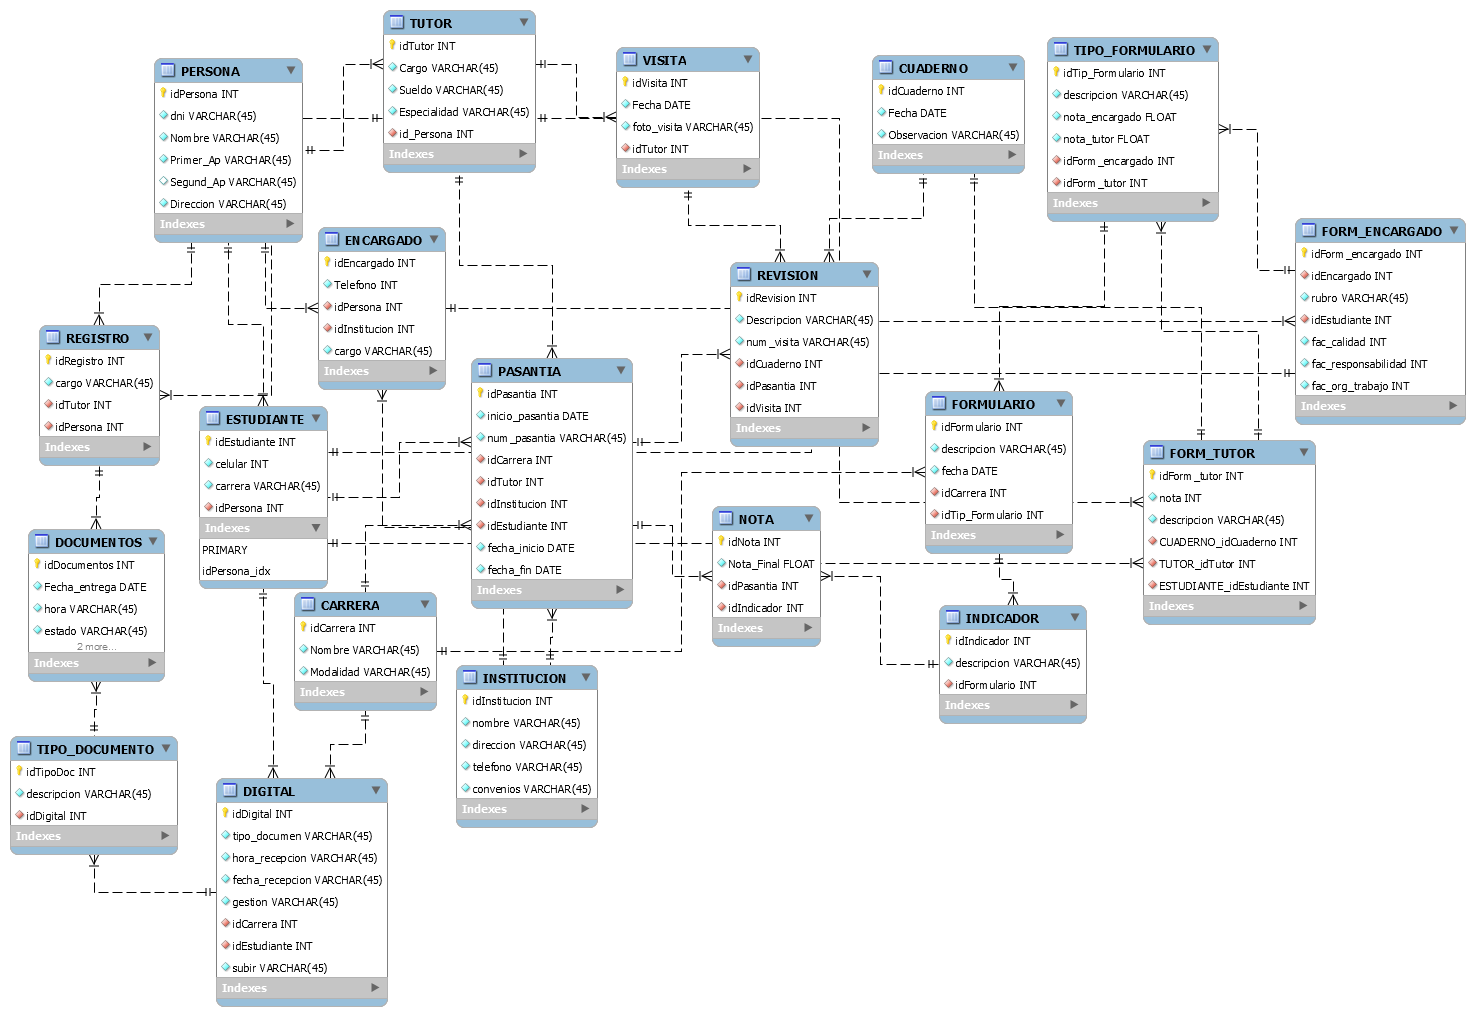 TUTOR
idTutor INT
Cargo VARCHAR(45)
Sueldo VARCHAR(45)
Especialidad VARCHAR(45)
id_Persona INT
Indexes
PERSONA
idPersona INT
dni VARCHAR(45)
Nombre VARCHAR(45)
Primer_Ap VARCHAR(45)
Segund_Ap VARCHAR(45)
Direccion VARCHAR(45)
Indexes
VISITA
idVisita INT
Fecha DATE
foto_visita VARCHAR(45)
idTutor INT
Indexes
CUADERNO
idCuaderno INT
Fecha DATE
Observacion VARCHAR(45)
Indexes
TIPO_FORMULARIO
idTip_Formulario INT
descripcion VARCHAR(45)
nota_encargado FLOAT
nota_tutor FLOAT
idForm_encargado INT
idForm_tutor INT
Indexes
ENCARGADO
idEncargado INT
Telefono INT
idPersona INT
idInstitucion INT
cargo VARCHAR(45)
Indexes
REVISION
idRevision INT
Descripcion VARCHAR(45)
num_visita VARCHAR(45)
idCuaderno INT
idPasantia INT
idVisita INT
Indexes
FORM_ENCARGADO
idForm_encargado INT
idEncargado INT
rubro VARCHAR(45)
idEstudiante INT
fac_calidad INT
fac_responsabilidad INT
fac_org_trabajo INT
Indexes
REGISTRO
idRegistro INT
cargo VARCHAR(45)
idTutor INT
idPersona INT
Indexes
ESTUDIANTE
idEstudiante INT
celular INT
carrera VARCHAR(45)
idPersona INT
Indexes
PRIMARY
idPersona_idx
PASANTIA
idPasantia INT
inicio_pasantia DATE
num_pasantia VARCHAR(45)
idCarrera INT
idTutor INT
idInstitucion INT
idEstudiante INT
fecha_inicio DATE
fecha_fin DATE
Indexes
FORMULARIO
idFormulario INT
descripcion VARCHAR(45)
fecha DATE
idCarrera INT
idTip_Formulario INT
Indexes
FORM_TUTOR
idForm_tutor INT
nota INT
descripcion VARCHAR(45)
CUADERNO_idCuaderno INT
TUTOR_idTutor INT
ESTUDIANTE_idEstudiante INT
Indexes
DOCUMENTOS
idDocumentos INT
Fecha_entrega DATE
hora VARCHAR(45)
estado VARCHAR(45)
2 more...
Indexes
NOTA
idNota INT
Nota_Final FLOAT
idPasantia INT
idIndicador INT
Indexes
CARRERA
idCarrera INT
Nombre VARCHAR(45)
Modalidad VARCHAR(45)
Indexes
INDICADOR
idIndicador INT
descripcion VARCHAR(45)
idFormulario INT
Indexes
INSTITUCION
idInstitucion INT
nombre VARCHAR(45)
direccion VARCHAR(45)
telefono VARCHAR(45)
convenios VARCHAR(45)
Indexes
TIPO_DOCUMENTO
idTipoDoc INT
descripcion VARCHAR(45)
idDigital INT
Indexes
DIGITAL
idDigital INT
tipo_documen VARCHAR(45)
hora_recepcion VARCHAR(45)
fecha_recepcion VARCHAR(45)
gestion VARCHAR(45)
idCarrera INT
idEstudiante INT
subir VARCHAR(45)
Indexes